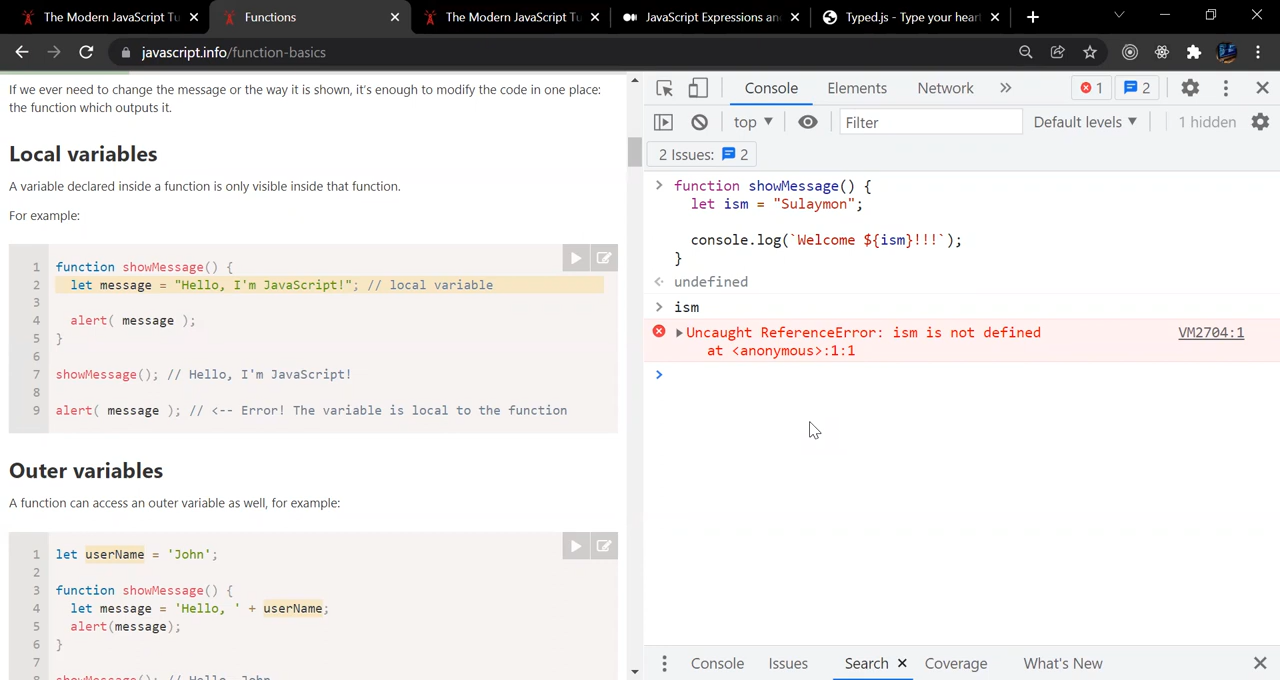 The Modern JavaScript Tu
Functions
The Modern JavaScript Tu
JavaScript Expressions an
Typed.js - Type your hear
javascript.info/function-basics
If we ever need to change the message or the way it is shown, it's enough to modify the code in one place:
the function which outputs it.
Local variables
A variable declared inside a function is only visible inside that function.
For example:
1 function showMessage() {
2 let message = "Hello, I'm JavaScript!"; // local variable
3
4 alert( message );
5 }
6
7 showMessage(); // Hello, I'm JavaScript!
8
9 alert( message ); // <-- Error! The variable is local to the function
Outer variables
A function can access an outer variable as well, for example:
1 let userName = 'John';
2
3 function showMessage() {
4 let message = 'Hello, ' + userName;
5 alert(message);
6 }
7
8 showMessage(); // Hello, John
Console Elements Network » 1 2
top Filter Default levels 1 hidden
2 Issues: 2
> function showMessage() {
let ism = "Sulaymon";
console.log(`Welcome ${ism}!!!`);
}
undefined
> ism
Uncaught ReferenceError: ism is not defined VM2704:1
at <anonymous>:1:1
>
Console Issues Search Coverage What's New